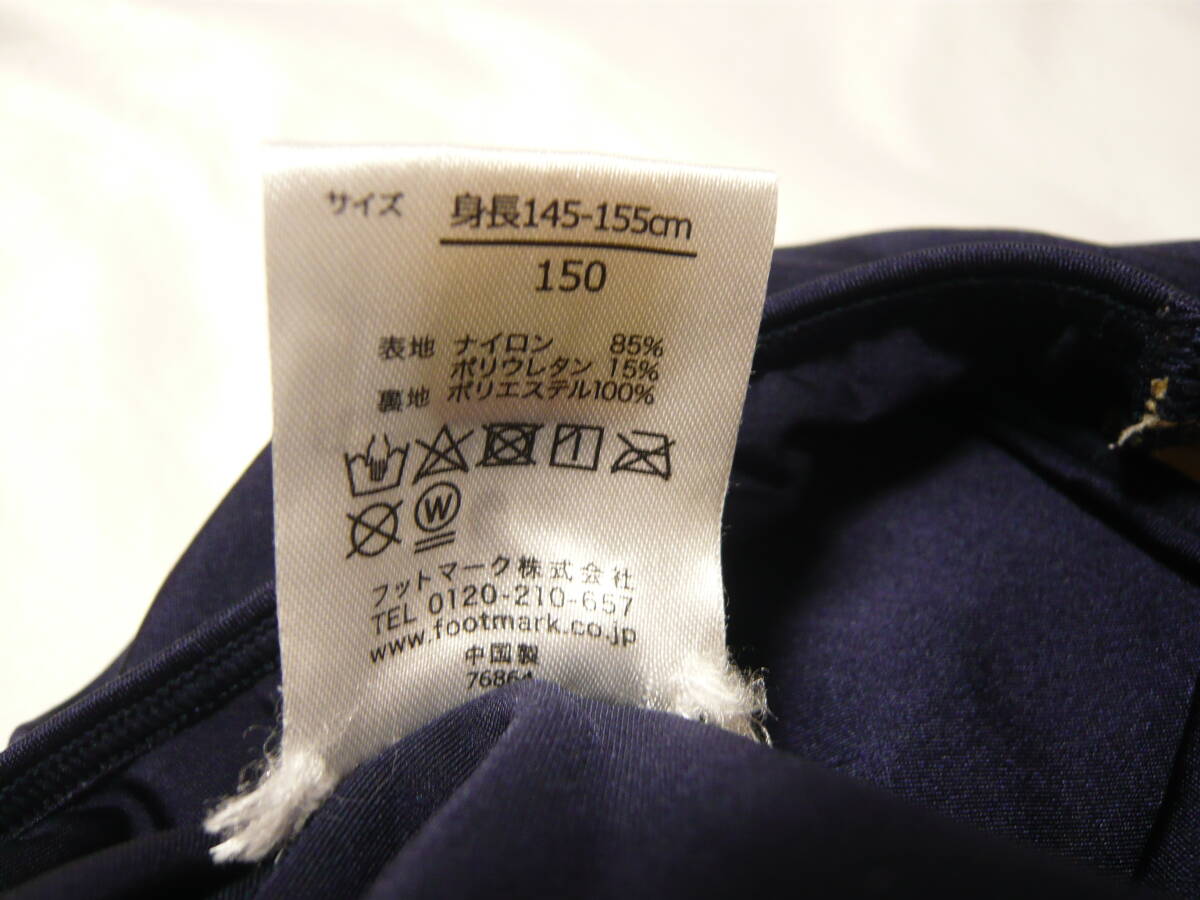 サイズ 身長145-155cm
150
表地 ナイロン 85%
ポリウレタン 15%
裏地 ポリエステル100%
W
フットマーク株式会社
TEL 0120-210-657
www.footmark.co.jp
中国製
76864